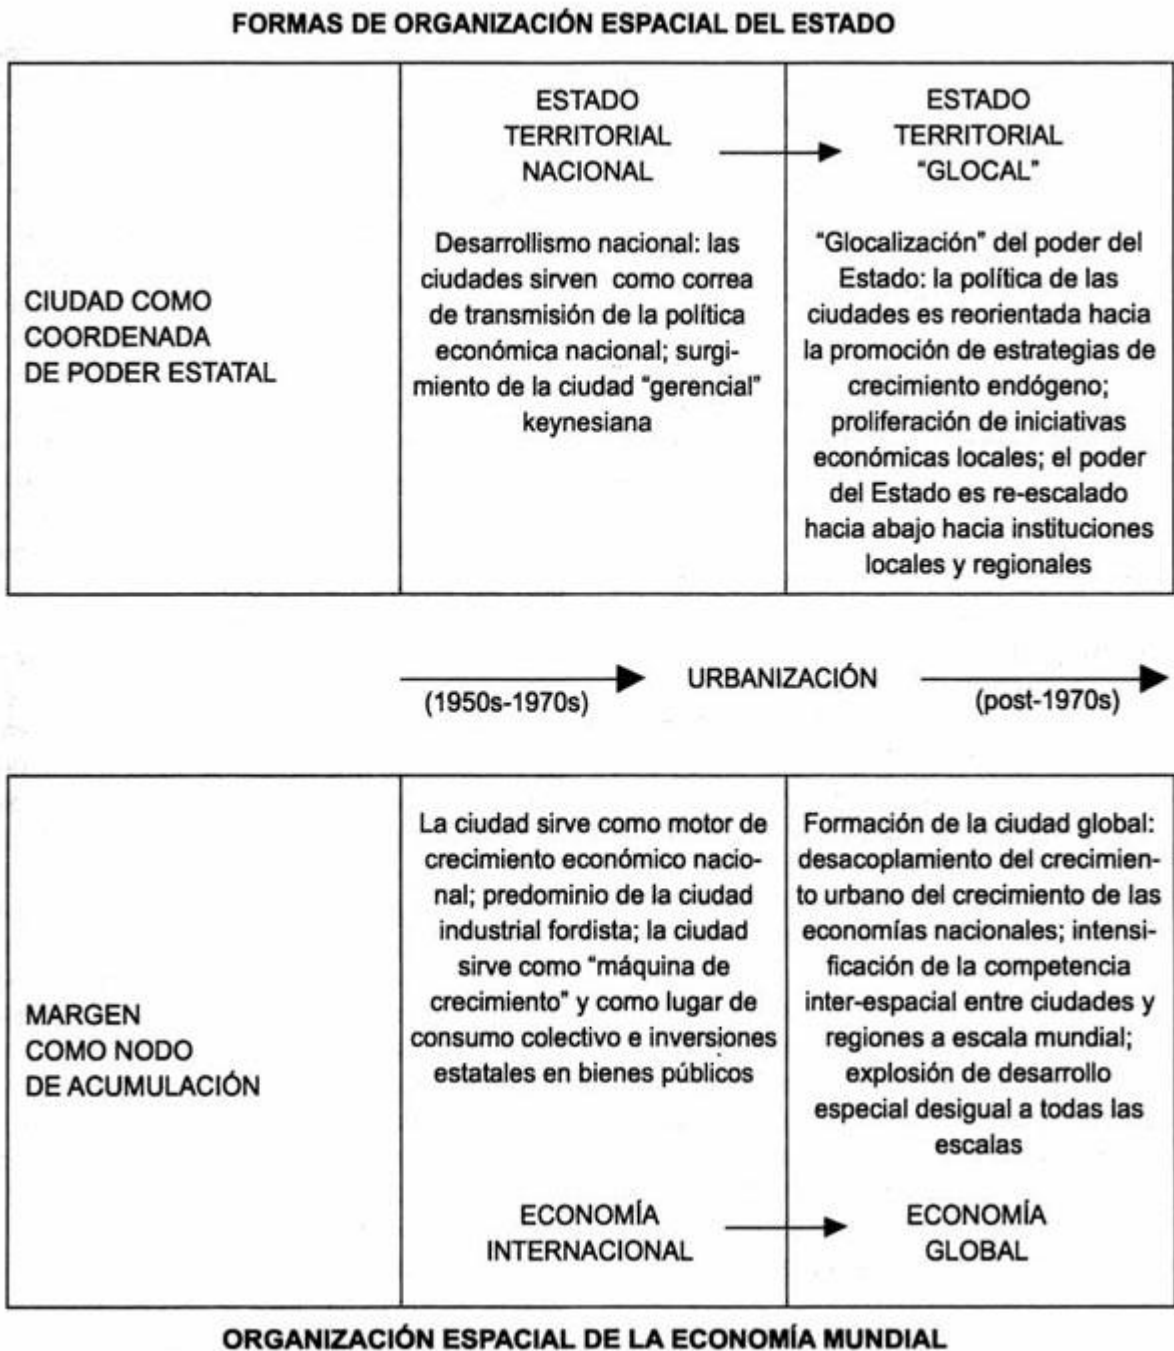 FORMAS DE ORGANIZACIÓN ESPACIAL DEL ESTADO
CIUDAD COMO
COORDENADA
DE PODER ESTATAL
ESTADO
TERRITORIAL
NACIONAL
Desarrollismo nacional: las
ciudades sirven como correa
de transmisión de la política
económica nacional; surgi-
miento de la ciudad “gerencial”
keynesiana
ESTADO
TERRITORIAL
“GLOCAL”
“Glocalización” del poder del
Estado: la política de las
ciudades es reorientada hacia
la promoción de estrategias de
crecimiento endógeno;
proliferación de iniciativas
económicas locales; el poder
del Estado es re-escalado
hacia abajo hacia instituciones
locales y regionales
URBANIZACIÓN
(1950s-1970s)
(post-1970s)
MARGEN
COMO NODO
DE ACUMULACIÓN
La ciudad sirve como motor de
crecimiento económico nacio-
nal; predominio de la ciudad
industrial fordista; la ciudad
sirve como “máquina de
crecimiento” y como lugar de
consumo colectivo e inversiones
estatales en bienes públicos
ECONOMÍA
INTERNACIONAL
Formación de la ciudad global:
desacoplamiento del crecimien-
to urbano del crecimiento de las
economías nacionales; intensi-
ficación de la competencia
inter-espacial entre ciudades y
regiones a escala mundial;
explosión de desarrollo
especial desigual a todas las
escalas
ECONOMÍA
GLOBAL
ORGANIZACIÓN ESPACIAL DE LA ECONOMÍA MUNDIAL